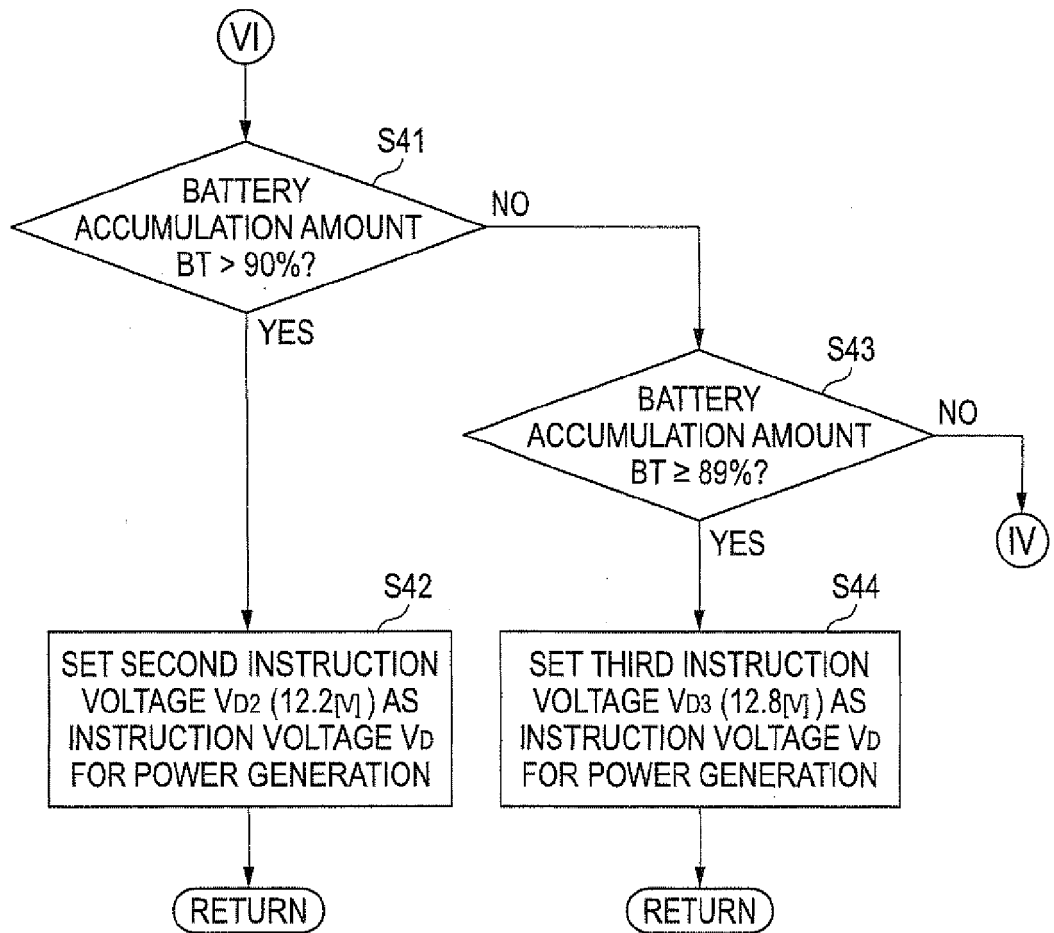 VI
S41
BATTERY
ACCUMULATION AMOUNT
BT > 90%?
NO
YES
S43
BATTERY
ACCUMULATION AMOUNT
BT ≥ 89%?
NO
YES
IV
S42
SET SECOND INSTRUCTION
VOLTAGE VD2 (12.2[V]) AS
INSTRUCTION VOLTAGE VD
FOR POWER GENERATION
S44
SET THIRD INSTRUCTION
VOLTAGE VD3 (12.8[V]) AS
INSTRUCTION VOLTAGE VD
FOR POWER GENERATION
RETURN
RETURN